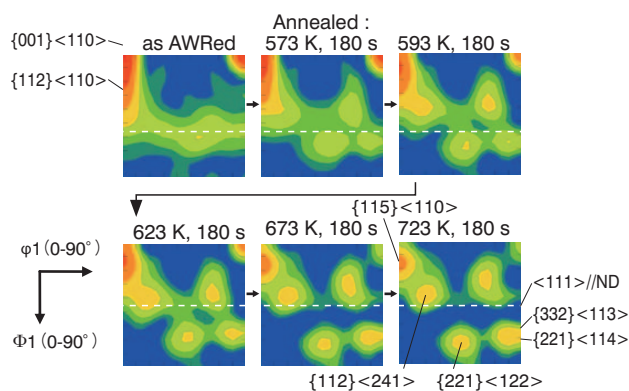 Annealed :
{001}<110>
as AWRed
573 K, 180 s
593 K, 180 s
{112}<110>
{115}<110>
623 K, 180 s
673 K, 180 s
723 K, 180 s
φ1(0-90°)
<111>//ND
{332}<113>
Φ1(0-90°)
{221}<114>
{112}<241>
{221}<122>